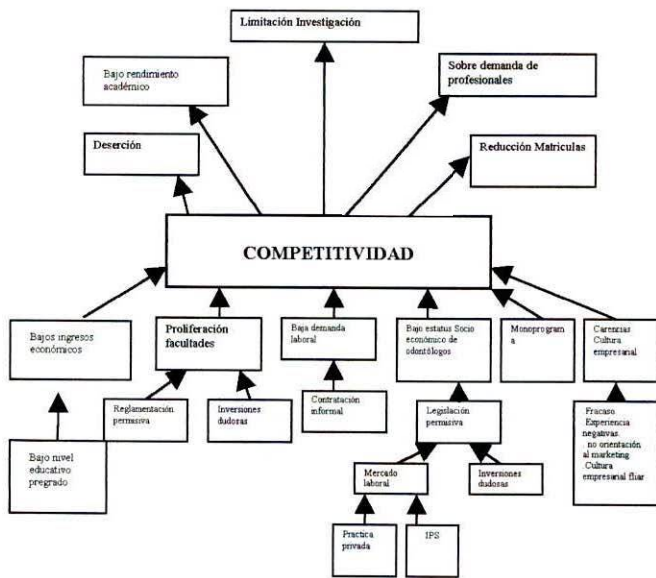 Limitación Investigación
Bajo rendimiento
académico
Sobre demanda de
profesionales
Deserción
Reducción Matriculas
COMPETITIVIDAD
Bajos ingresos
económicos
Proliferación
facultades
Baja demanda
laboral
Bajo estatus Socio
económico de
odontólogos
Monoprogram
a
Carencias
Cultura
empresarial
Reglamentación
permisiva
Inversiones
dudosas
Contratación
informal
Legislación
permisiva
Fracaso
. Experiencia
negativas.
. no orientación
al marketing
. Cultura
empresarial fliar
Bajo nivel
educativo
pregrado
Mercado
laboral
Inversiones
dudosas
Practica
privada
IPS